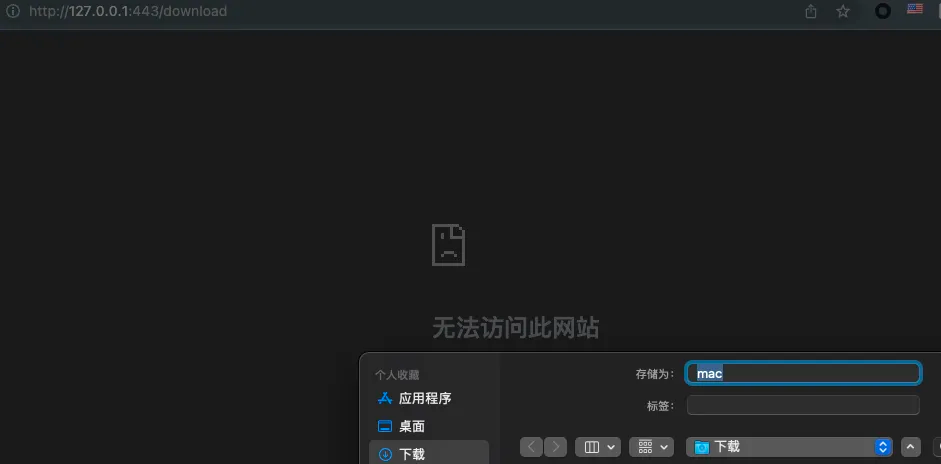 http://127.0.0.1:443/download
无法访问此网站
个人收藏
应用程序
桌面
下载
存储为：
mac
标签：
下载